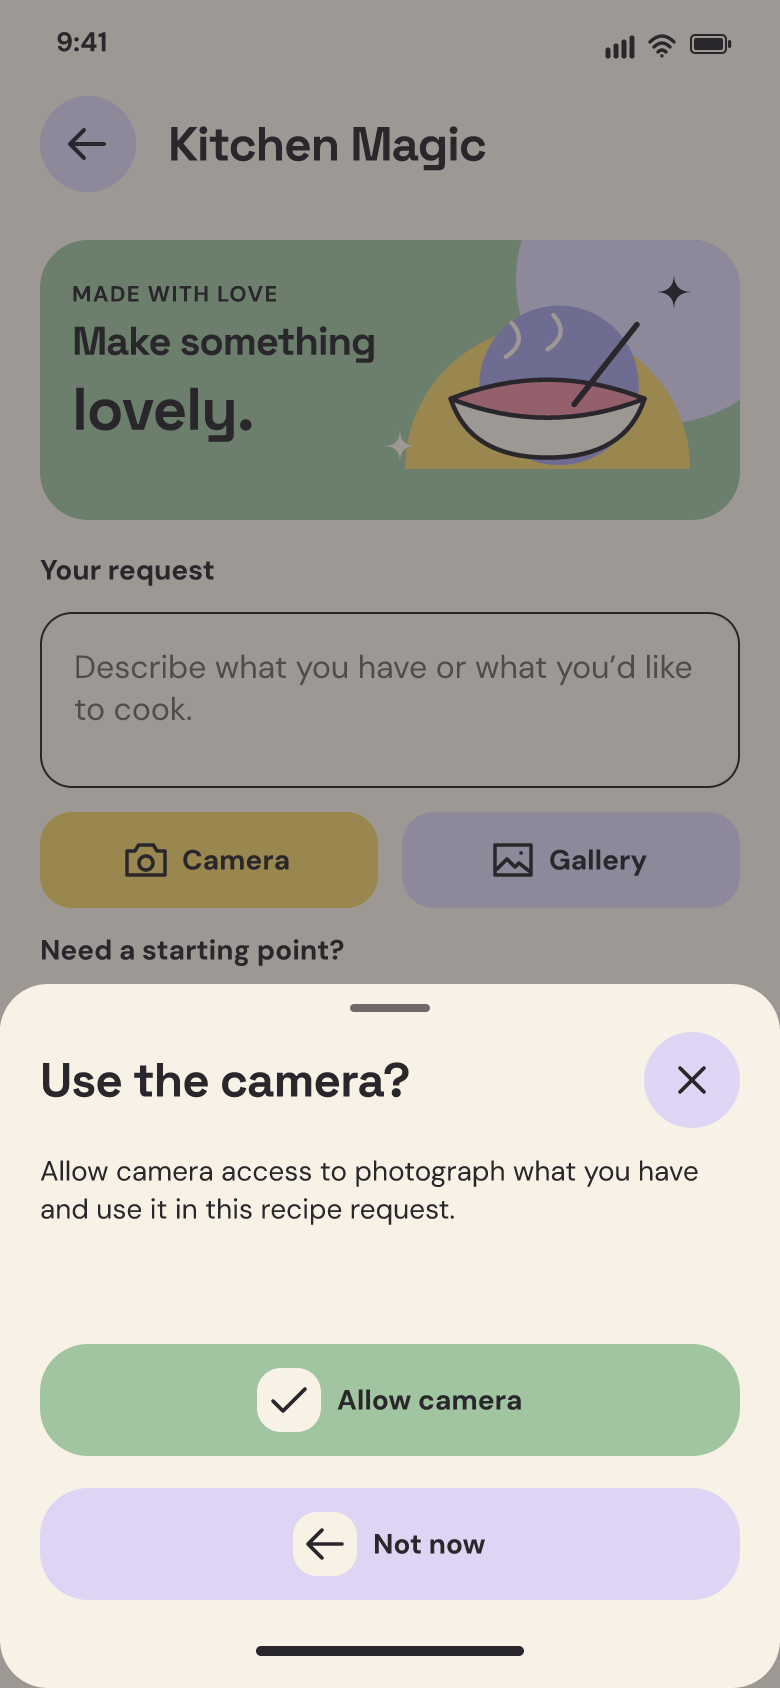 9:41
Kitchen Magic
MADE WITH LOVE
Make something
lovely.
Your request
Describe what you have or what you’d like
to cook.
Camera
Gallery
Need a starting point?
Use the camera?
Allow camera access to photograph what you have
and use it in this recipe request.
Allow camera
Not now